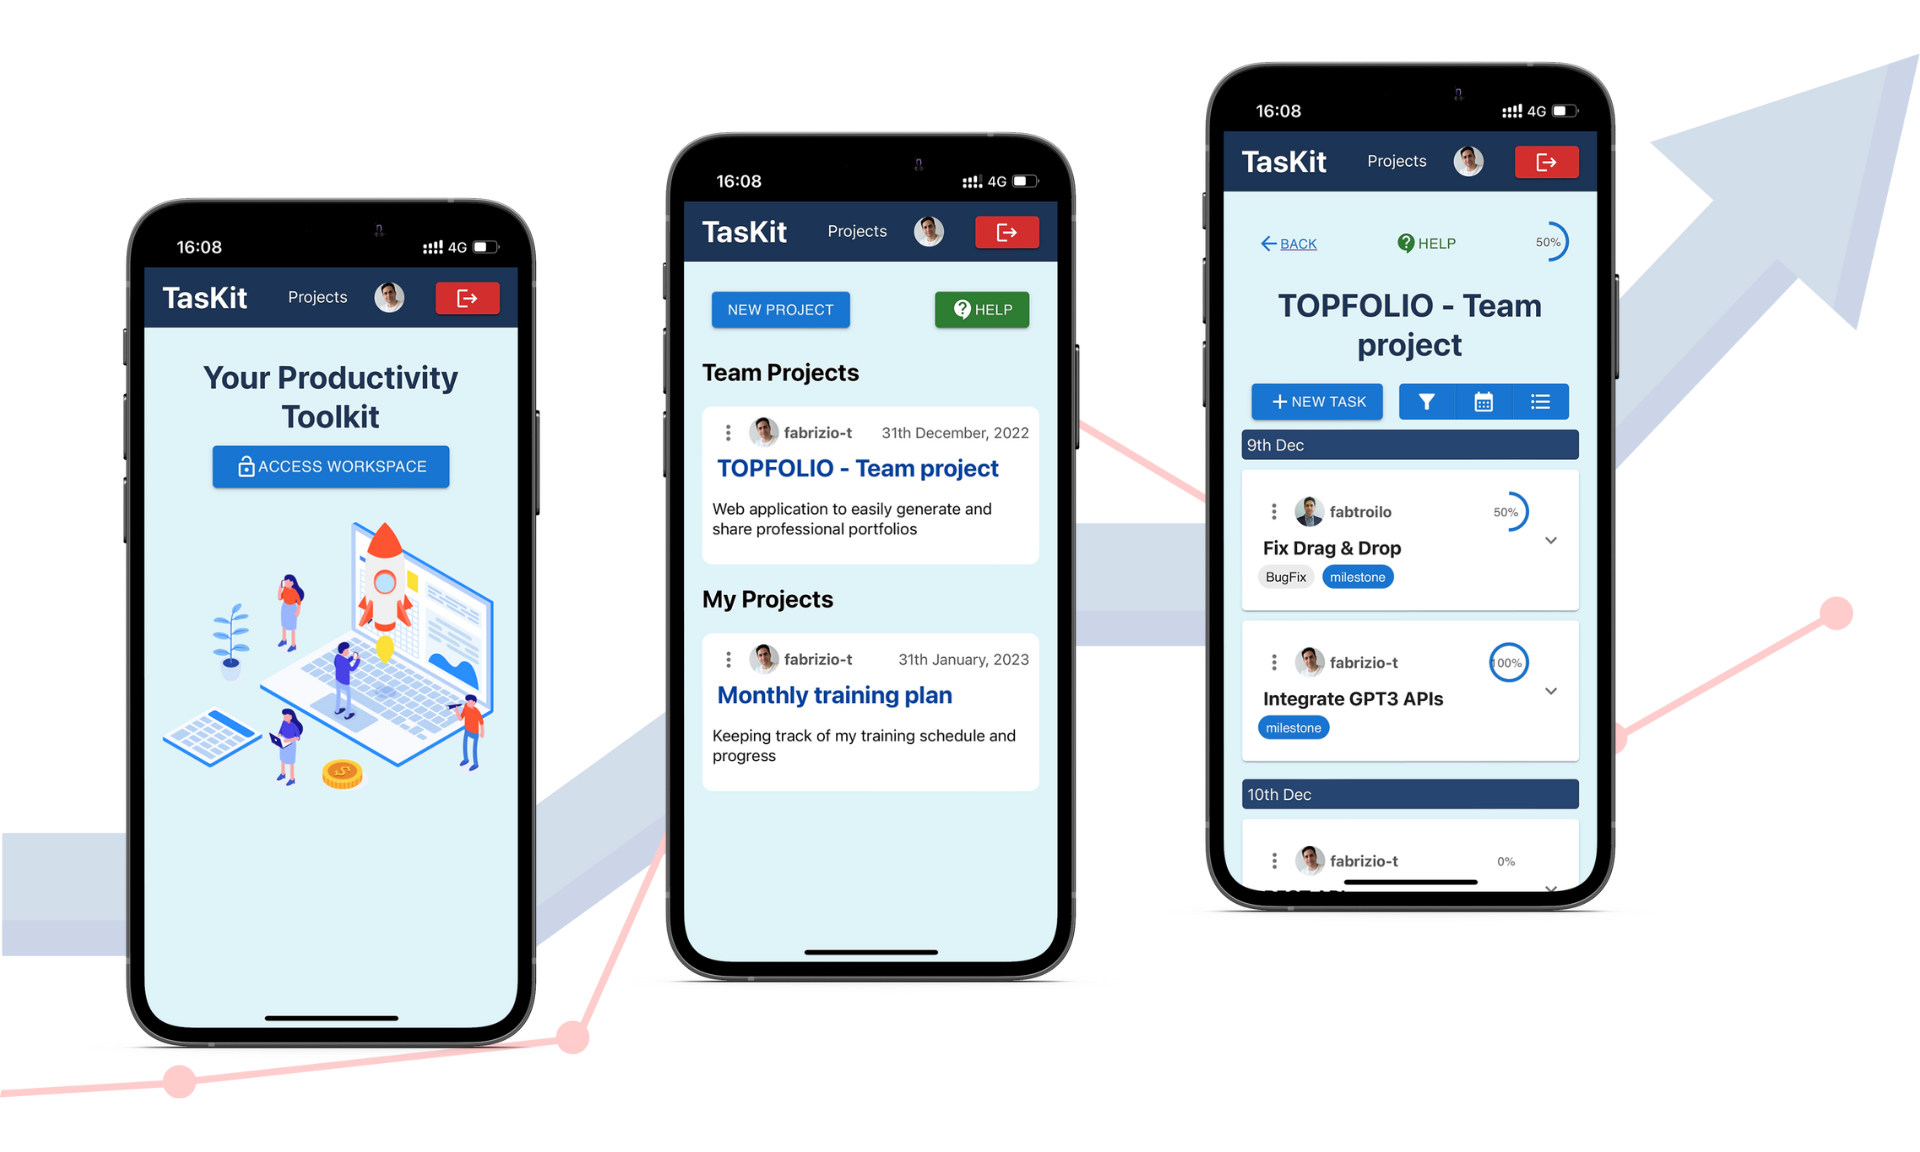 16:08
4G
TasKit
Projects
Your Productivity
Toolkit
ACCESS WORKSPACE
16:08
4G
TasKit
Projects
NEW PROJECT
HELP
Team Projects
fabrizio-t
31th December, 2022
TOPFOLIO - Team project
Web application to easily generate and
share professional portfolios
My Projects
fabrizio-t
31th January, 2023
Monthly training plan
Keeping track of my training schedule and
progress
16:08
4G
TasKit
Projects
BACK
HELP
50%
TOPFOLIO - Team
project
NEW TASK
9th Dec
fabtroilo
50%
Fix Drag & Drop
BugFix
milestone
fabrizio-t
100%
Integrate GPT3 APIs
milestone
10th Dec
fabrizio-t
0%